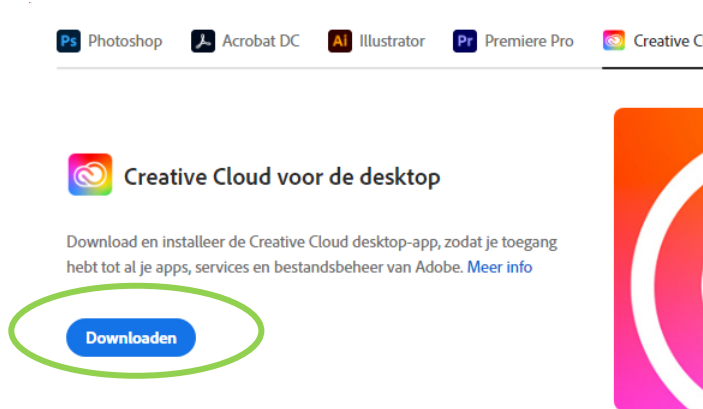 Ps Photoshop Acrobat DC Ai Illustrator Pr Premiere Pro Creative
Creative Cloud voor de desktop
Download en installeer de Creative Cloud desktop-app, zodat je toegang
hebt tot al je apps, services en bestandsbeheer van Adobe. Meer info
Downloaden